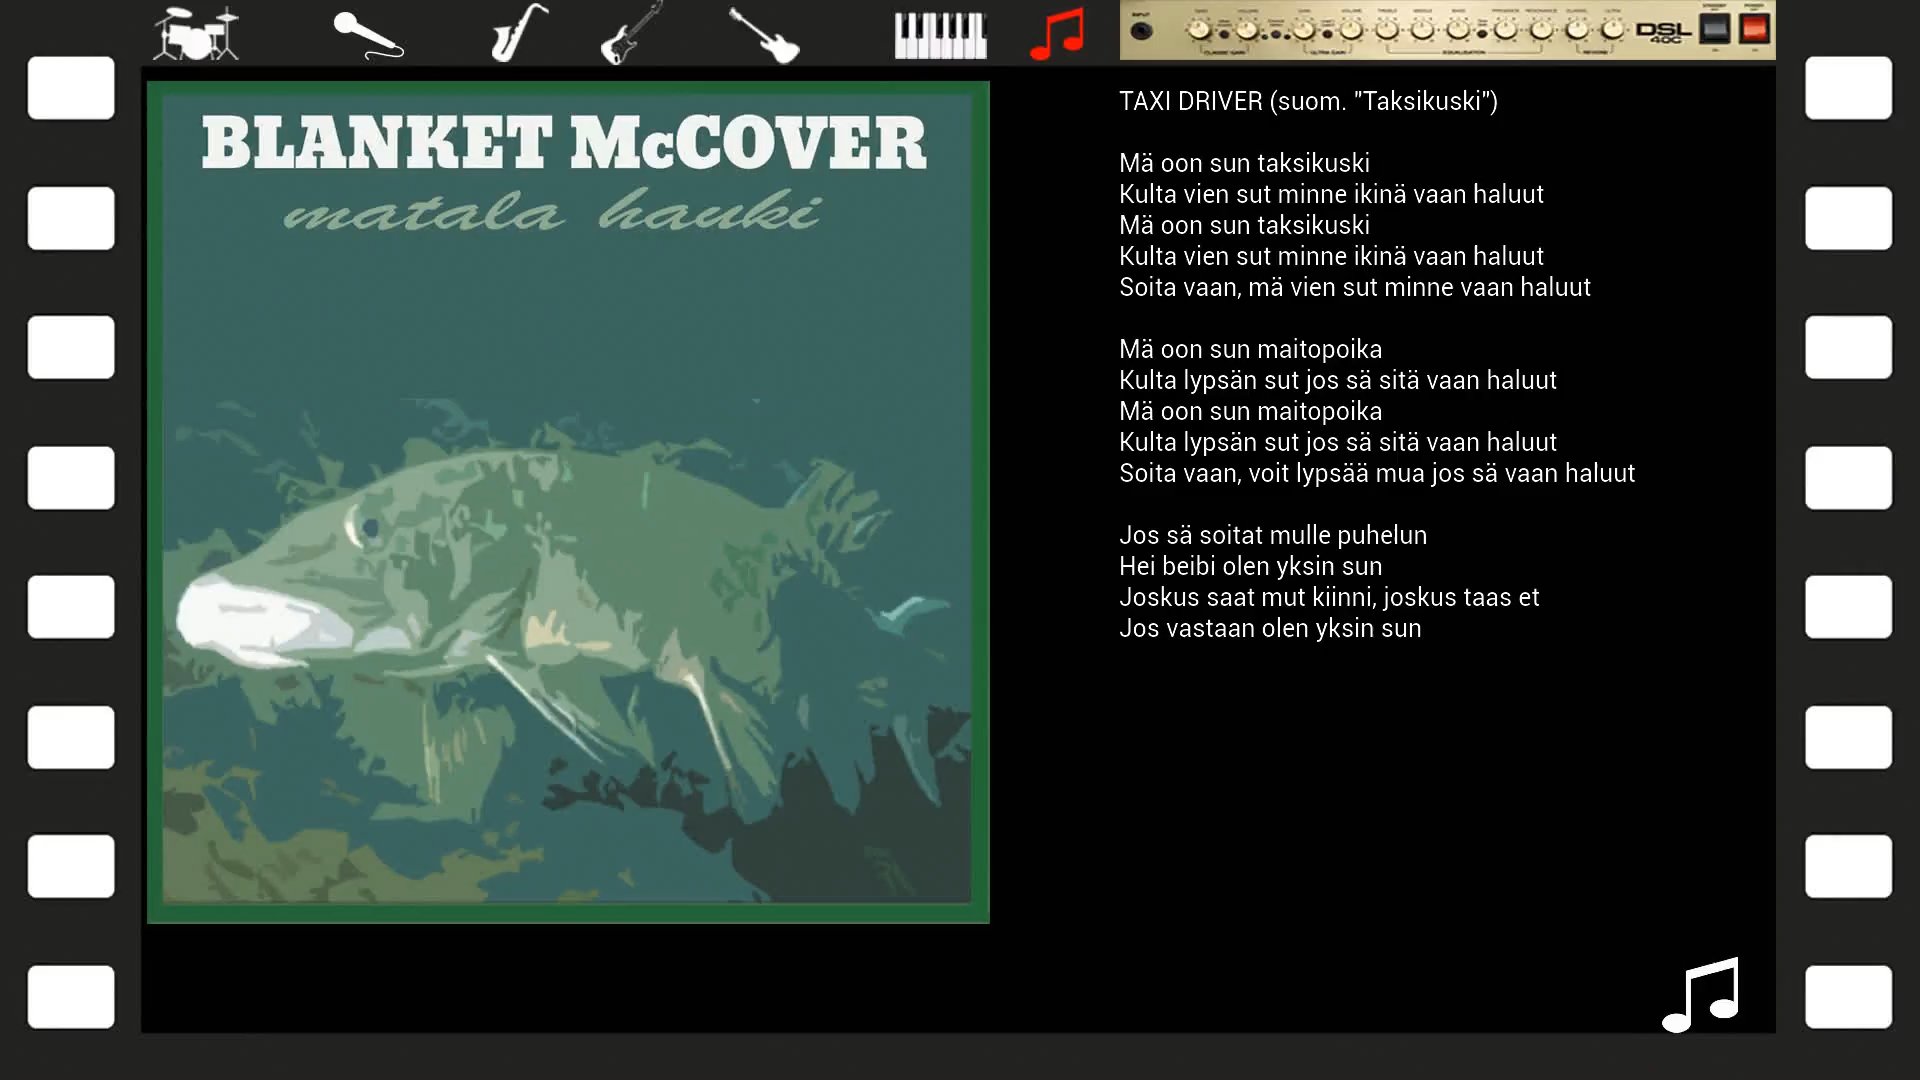 BLANKET McCOVER
matala hauki
INPUT
DSL
40C
TAXI DRIVER (suom. "Taksikuski")
Mä oon sun taksikuski
Kulta vien sut minne ikinä vaan haluut
Mä oon sun taksikuski
Kulta vien sut minne ikinä vaan haluut
Soita vaan, mä vien sut minne vaan haluut
Mä oon sun maitopoika
Kulta lypsän sut jos sä sitä vaan haluut
Mä oon sun maitopoika
Kulta lypsän sut jos sä sitä vaan haluut
Soita vaan, voit lypsää mua jos sä vaan haluut
Jos sä soitat mulle puhelun
Hei beibi olen yksin sun
Joskus saat mut kiinni, joskus taas et
Jos vastaan olen yksin sun